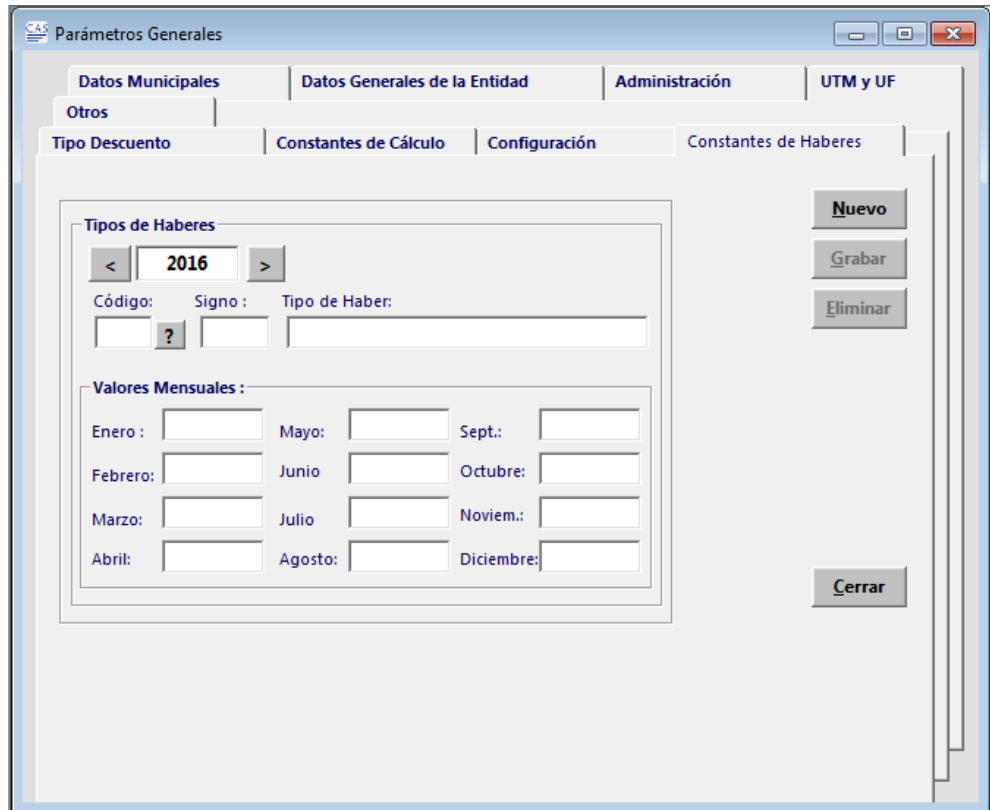 CAS Parámetros Generales
Datos Municipales Datos Generales de la Entidad Administración UTM y UF
Otros
Tipo Descuento Constantes de Cálculo Configuración Constantes de Haberes
Nuevo
Tipos de Haberes
< 2016 >
Grabar
Código: Signo : Tipo de Haber:
Eliminar
?
Valores Mensuales :
Enero : Mayo: Sept.:
Febrero: Junio Octubre:
Marzo: Julio Noviem.:
Abril: Agosto: Diciembre:
Cerrar